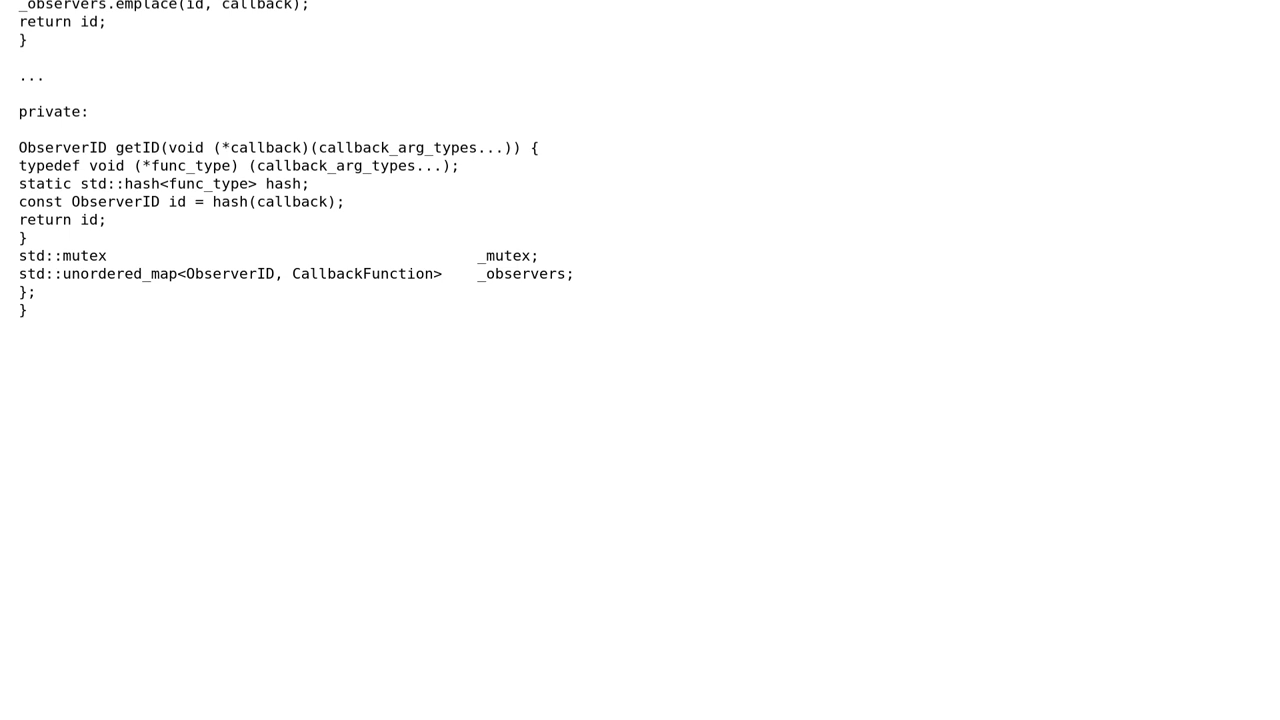 _observers.emplace(id, callback);
return id;
}
...
private:
ObserverID getID(void (*callback)(callback_arg_types...)) {
typedef void (*func_type) (callback_arg_types...);
static std::hash<func_type> hash;
const ObserverID id = hash(callback);
return id;
}
std::mutex                                          _mutex;
std::unordered_map<ObserverID, CallbackFunction>    _observers;
};
}